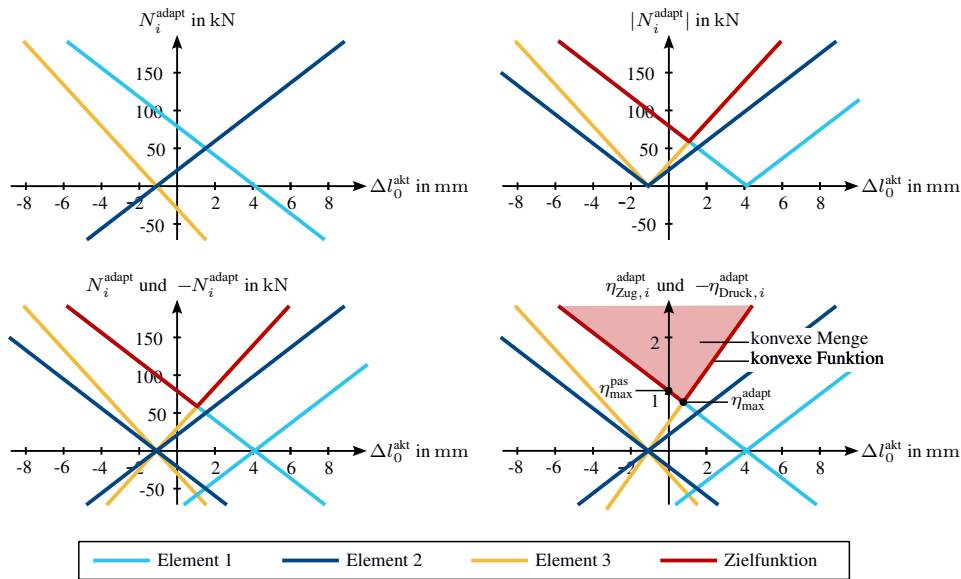 N_i^adapt in kN
150
100
50
-8 -6 -4 -2 2 4 6 8 Δl_0^akt in mm
-50
|N_i^adapt| in kN
150
100
50
-8 -6 -4 -2 2 4 6 8 Δl_0^akt in mm
-50
N_i^adapt und −N_i^adapt in kN
150
100
50
-8 -6 -4 -2 2 4 6 8 Δl_0^akt in mm
-50
η_Zug,i^adapt und −η_Druck,i^adapt
2
konvexe Menge
konvexe Funktion
η_max^pas
1
η_max^adapt
-8 -6 -4 -2 2 4 6 8 Δl_0^akt in mm
Element 1 Element 2 Element 3 Zielfunktion